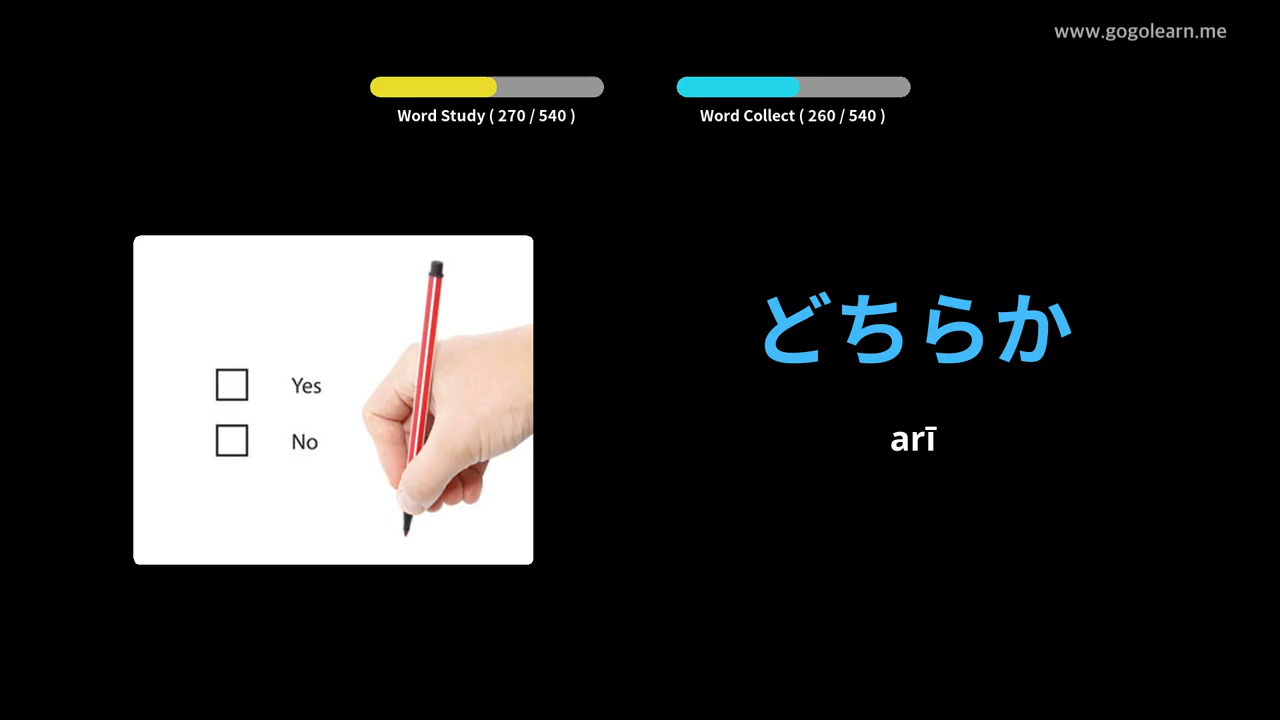 www.gogolearn.me
Word Study ( 270 / 540 )
Word Collect ( 260 / 540 )
Yes
No
どちらか
arī